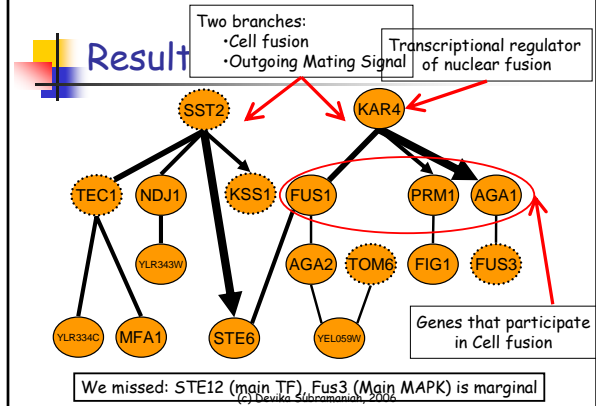 Two branches:
•Cell fusion
•Outgoing Mating Signal
Result
Transcriptional regulator
of nuclear fusion
SST2
KAR4
TEC1
NDJ1
KSS1
FUS1
PRM1
AGA1
YLR343W
AGA2
TOM6
FIG1
FUS3
YLR334C
MFA1
STE6
YEL059W
Genes that participate
in Cell fusion
We missed: STE12 (main TF), Fus3 (Main MAPK) is marginal
(c) Devika Subramanian, 2006